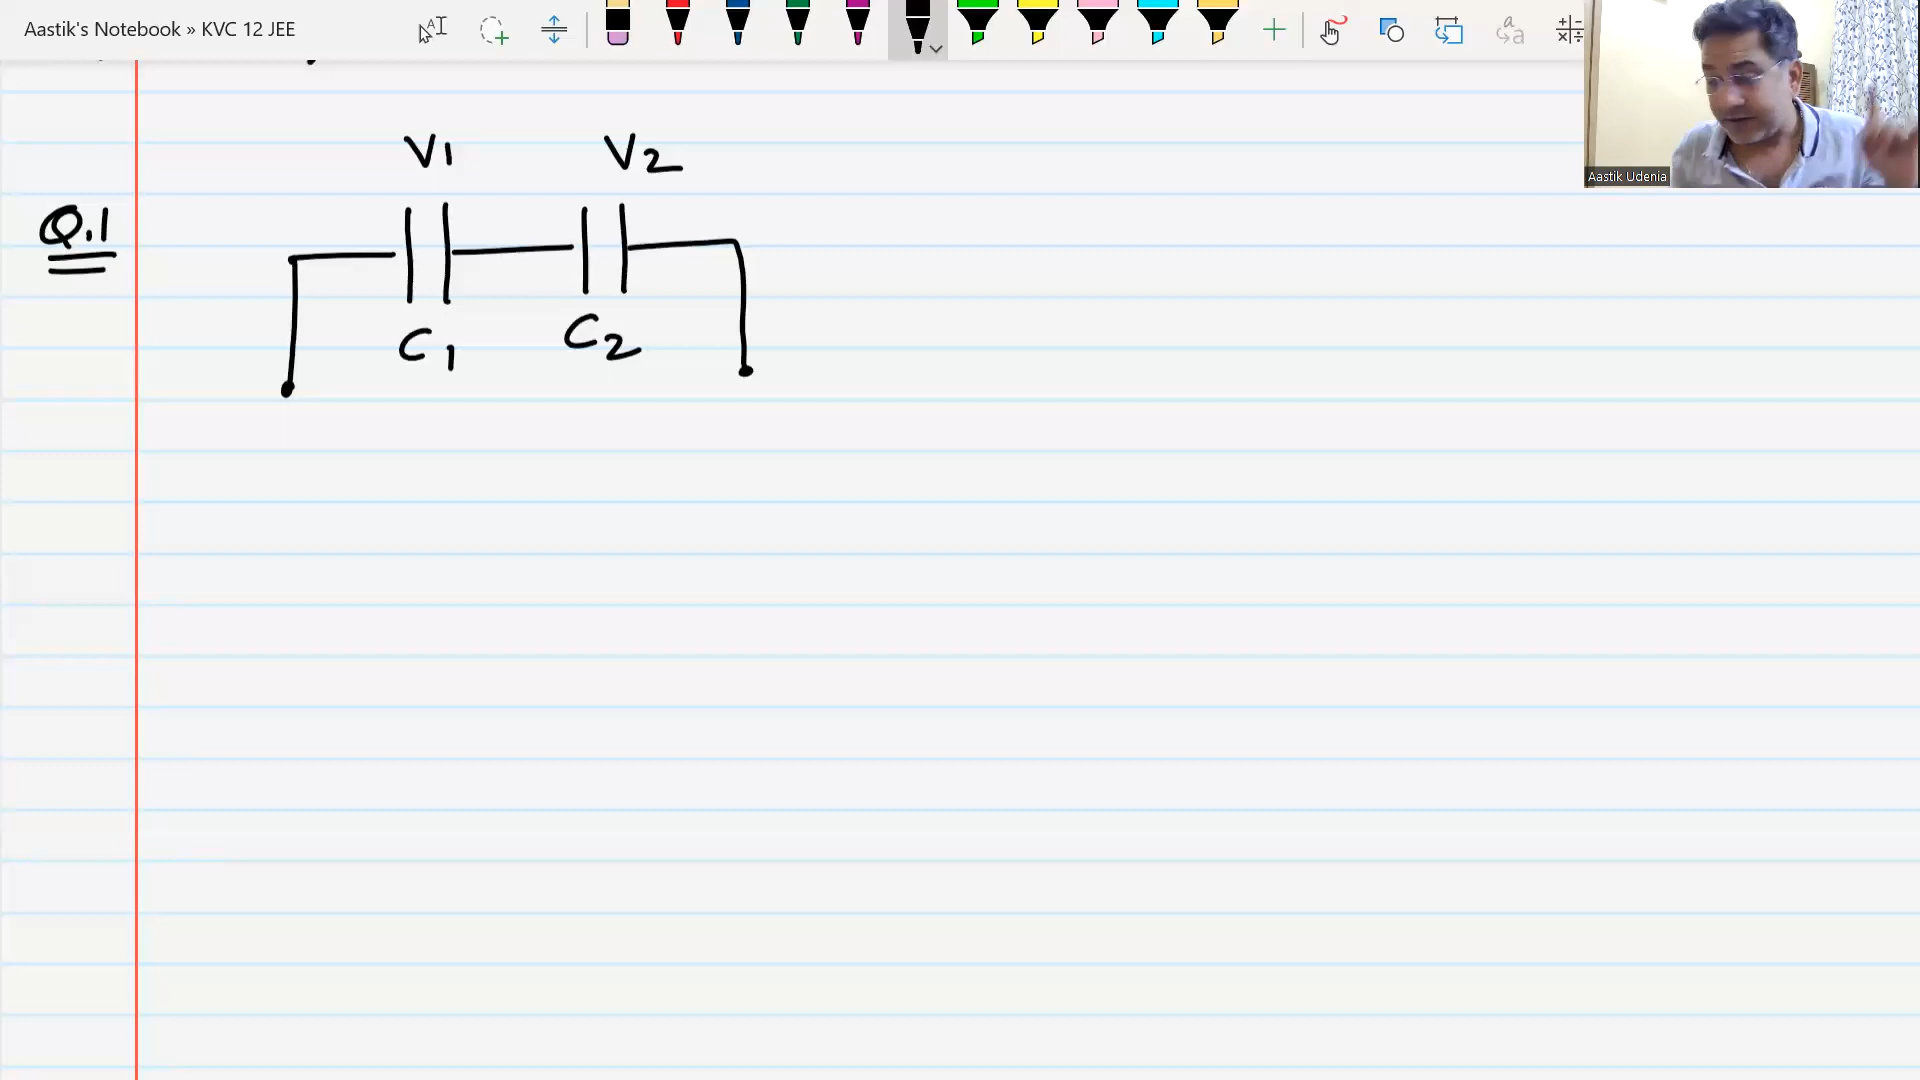 Aastik's Notebook » KVC 12 JEE
Aastik Udenia
V1 V2
Q.1
C1 C2